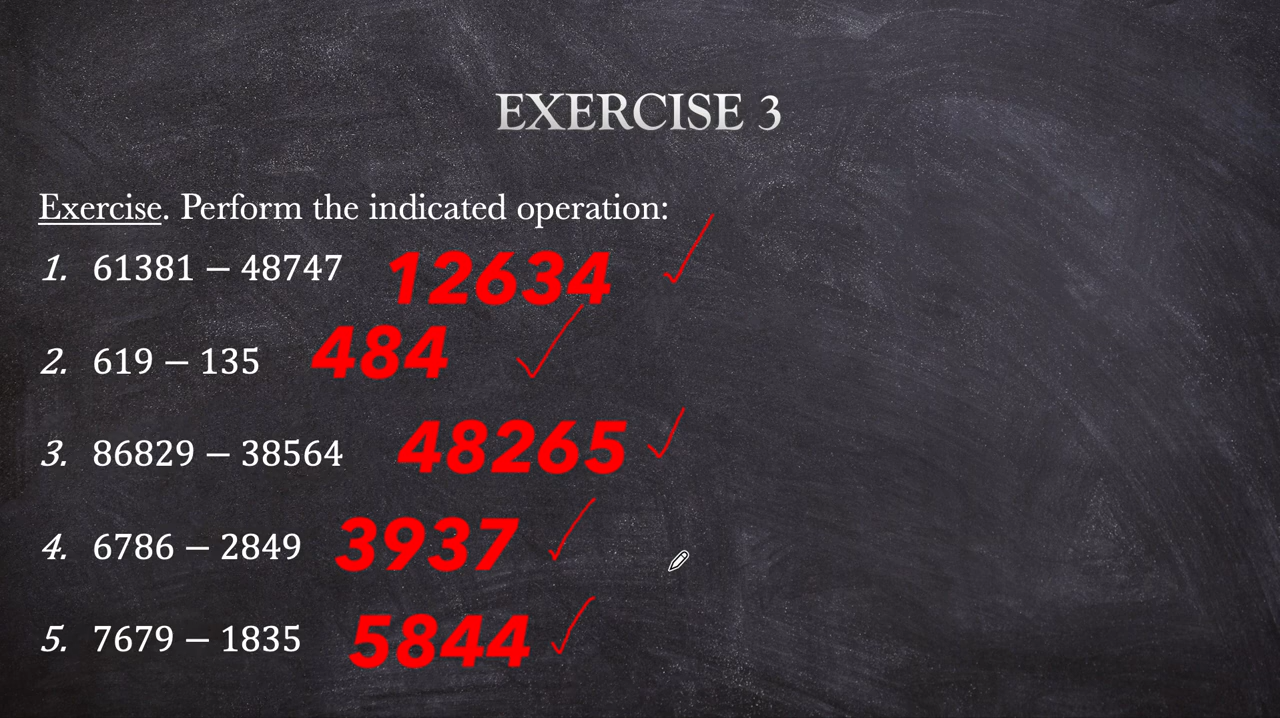 EXERCISE 3
Exercise. Perform the indicated operation:
1. 61381 − 48747 12634
2. 619 − 135 484
3. 86829 − 38564 48265
4. 6786 − 2849 3937
5. 7679 − 1835 5844